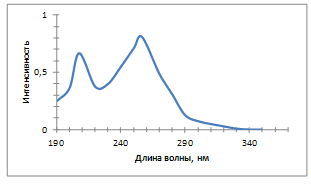 1
0,5
0
Интенсивность
190 240 290 340
Длина волны, нм